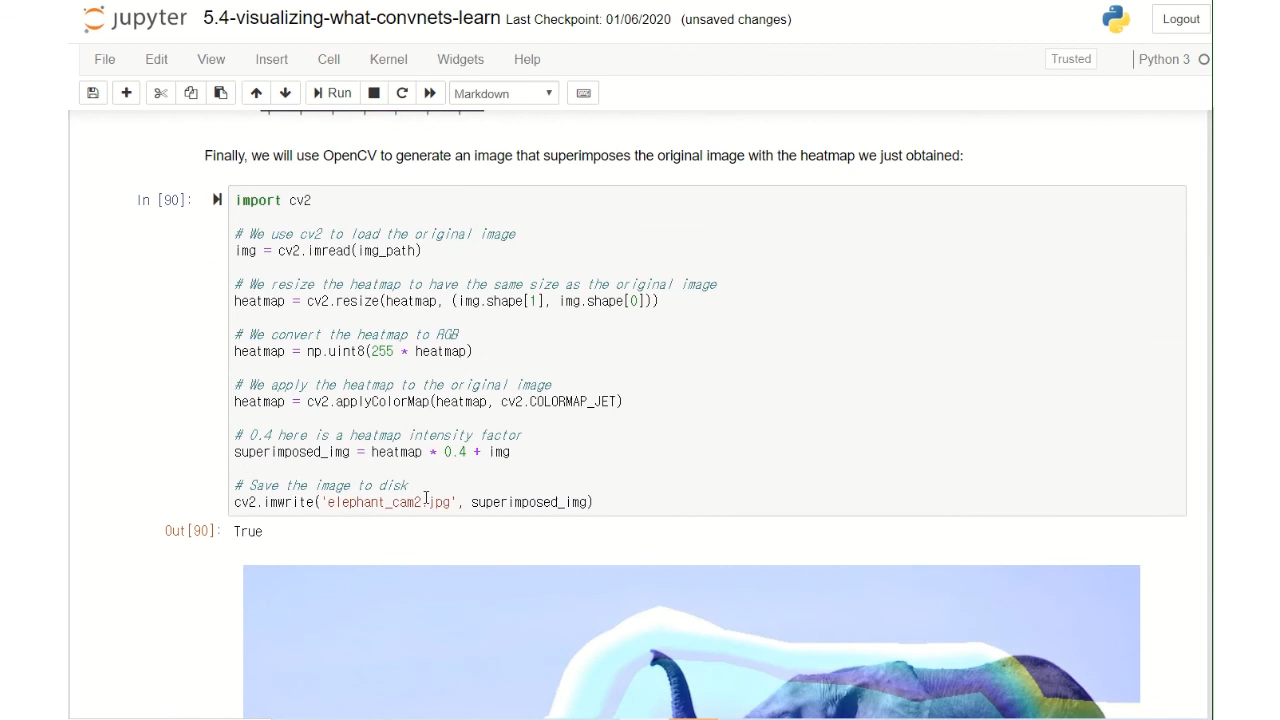 jupyter 5.4-visualizing-what-convnets-learn Last Checkpoint: 01/06/2020 (unsaved changes) Logout
File Edit View Insert Cell Kernel Widgets Help Trusted Python 3
Run Markdown
Finally, we will use OpenCV to generate an image that superimposes the original image with the heatmap we just obtained:
In [90]: import cv2
# We use cv2 to load the original image
img = cv2.imread(img_path)
# We resize the heatmap to have the same size as the original image
heatmap = cv2.resize(heatmap, (img.shape[1], img.shape[0]))
# We convert the heatmap to RGB
heatmap = np.uint8(255 * heatmap)
# We apply the heatmap to the original image
heatmap = cv2.applyColorMap(heatmap, cv2.COLORMAP_JET)
# 0.4 here is a heatmap intensity factor
superimposed_img = heatmap * 0.4 + img
# Save the image to disk
cv2.imwrite('elephant_cam2.jpg', superimposed_img)
Out[90]: True